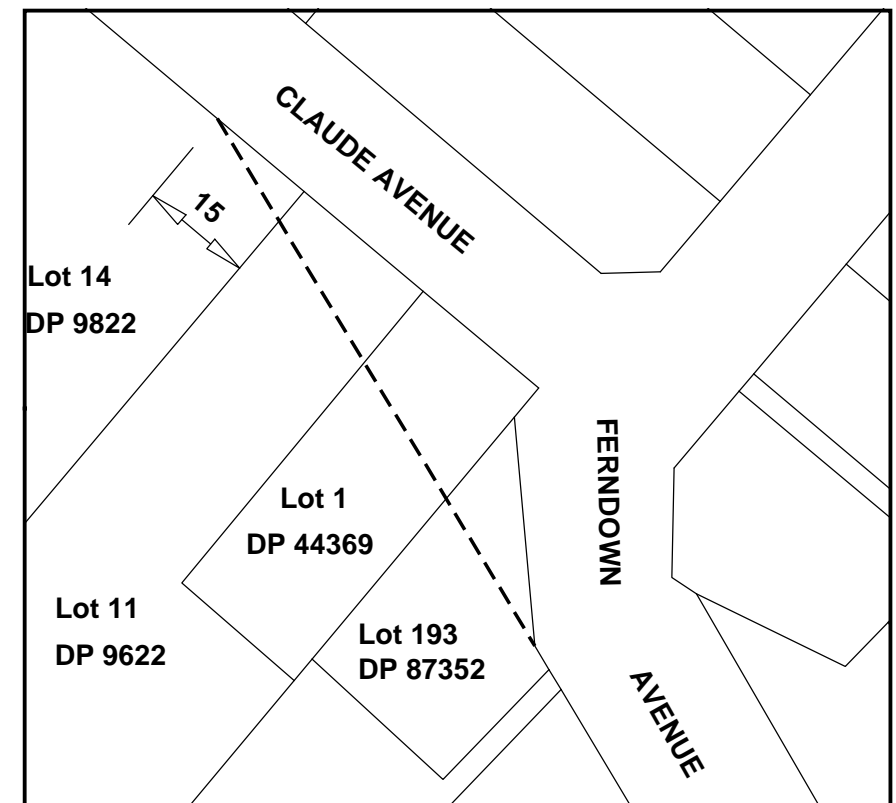 CLAUDE AVENUE
15
Lot 14
DP 9822
FERNDOWN
AVENUE
Lot 1
DP 44369
Lot 11
DP 9622
Lot 193
DP 87352